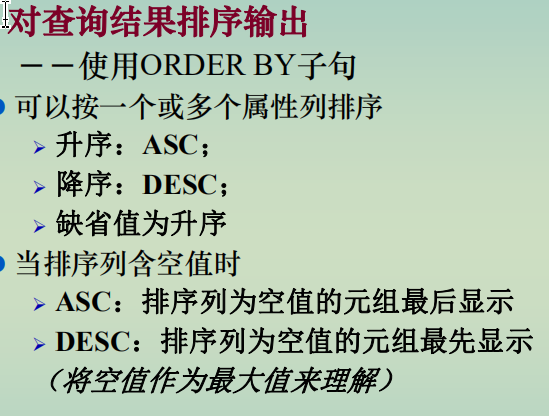 对查询结果排序输出
－－使用ORDER BY子句
可以按一个或多个属性列排序
升序：ASC；
降序：DESC；
缺省值为升序
当排序列含空值时
ASC：排序列为空值的元组最后显示
DESC：排序列为空值的元组最先显示
（将空值作为最大值来理解）